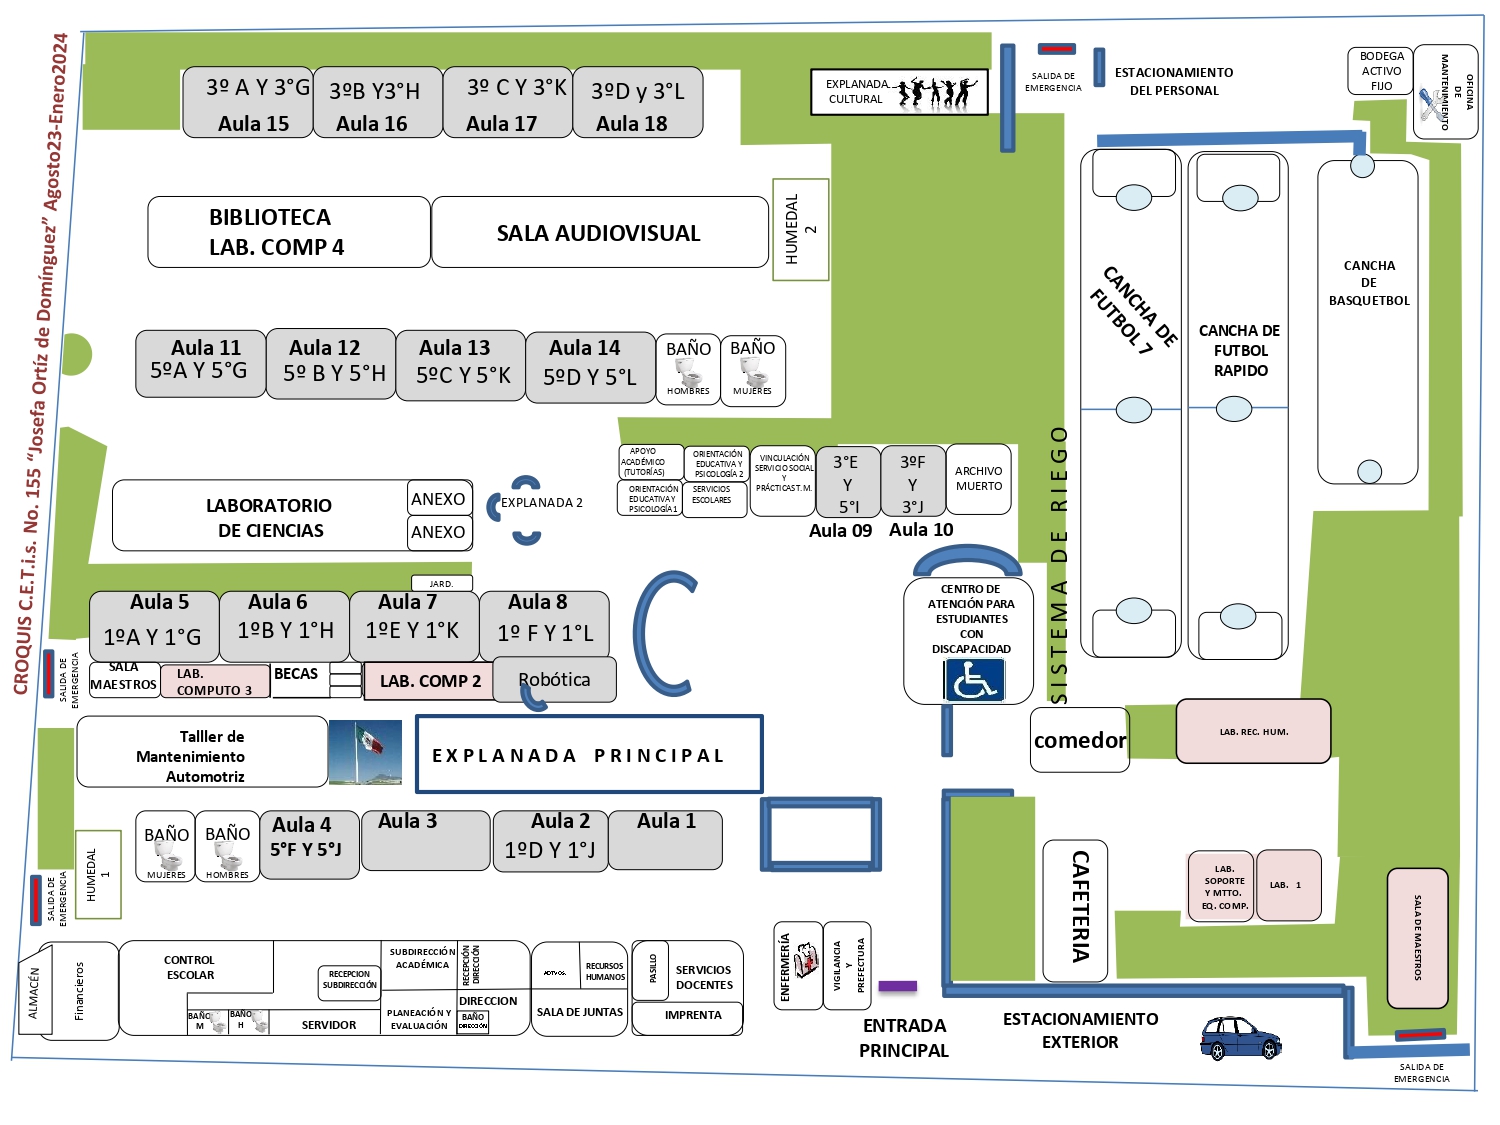 CROQUIS C.E.T.i.s. No. 155 “Josefa Ortíz de Domínguez” Agosto23-Enero2024
3º A Y 3°G
Aula 15
3ºB Y3°H
Aula 16
3º C Y 3°K
Aula 17
3ºD y 3°L
Aula 18
EXPLANADA
CULTURAL
SALIDA DE
EMERGENCIA
ESTACIONAMIENTO
DEL PERSONAL
BODEGA
ACTIVO
FIJO
OFICINA
DE
MANTENIMIENTO
BIBLIOTECA
LAB. COMP 4
SALA AUDIOVISUAL
HUMEDAL
2
CANCHA DE
FUTBOL 7
CANCHA DE
FUTBOL
RAPIDO
CANCHA
DE
BASQUETBOL
Aula 11
5ºA Y 5°G
Aula 12
5º B Y 5°H
Aula 13
5ºC Y 5°K
Aula 14
5ºD Y 5°L
BAÑO
HOMBRES
BAÑO
MUJERES
SISTEMA DE RIEGO
APOYO
ACADÉMICO
(TUTORÍAS)
ORIENTACIÓN
EDUCATIVA Y
PSICOLOGÍA 2
ORIENTACIÓN
EDUCATIVA Y
PSICOLOGÍA 1
SERVICIOS
ESCOLARES
VINCULACIÓN
SERVICIO SOCIAL
Y
PRÁCTICAS T. M.
3°E
Y
5°I
Aula 09
3ºF
Y
3°J
Aula 10
ARCHIVO
MUERTO
LABORATORIO
DE CIENCIAS
ANEXO
ANEXO
EXPLANADA 2
JARD.
Aula 5
1ºA Y 1°G
Aula 6
1ºB Y 1°H
Aula 7
1ºE Y 1°K
Aula 8
1º F Y 1°L
CENTRO DE
ATENCIÓN PARA
ESTUDIANTES
CON
DISCAPACIDAD
SALIDA DE
EMERGENCIA
SALA
MAESTROS
LAB.
COMPUTO 3
BECAS
LAB. COMP 2
Robótica
Talller de
Mantenimiento
Automotriz
EXPLANADA PRINCIPAL
comedor
LAB. REC. HUM.
BAÑO
MUJERES
BAÑO
HOMBRES
Aula 4
5°F Y 5°J
Aula 3
Aula 2
1ºD Y 1°J
Aula 1
HUMEDAL
1
SALIDA DE
EMERGENCIA
CAFETERIA
LAB.
SOPORTE
Y MTTO.
EQ. COMP.
LAB. 1
SALA DE MAESTROS
ALMACÉN
Financieros
CONTROL
ESCOLAR
RECEPCION
SUBDIRECCIÓN
BAÑO
M
BAÑO
H
SERVIDOR
SUBDIRECCIÓN
ACADÉMICA
RECEPCIÓN
DIRECCIÓN
PLANEACIÓN Y
EVALUACIÓN
DIRECCION
BAÑO
DIRECCIÓN
RECURSOS
HUMANOS
SALA DE JUNTAS
PASILLO
SERVICIOS
DOCENTES
IMPRENTA
ENFERMERÍA
VIGILANCIA
Y
PREFECTURA
ENTRADA
PRINCIPAL
ESTACIONAMIENTO
EXTERIOR
SALIDA DE
EMERGENCIA